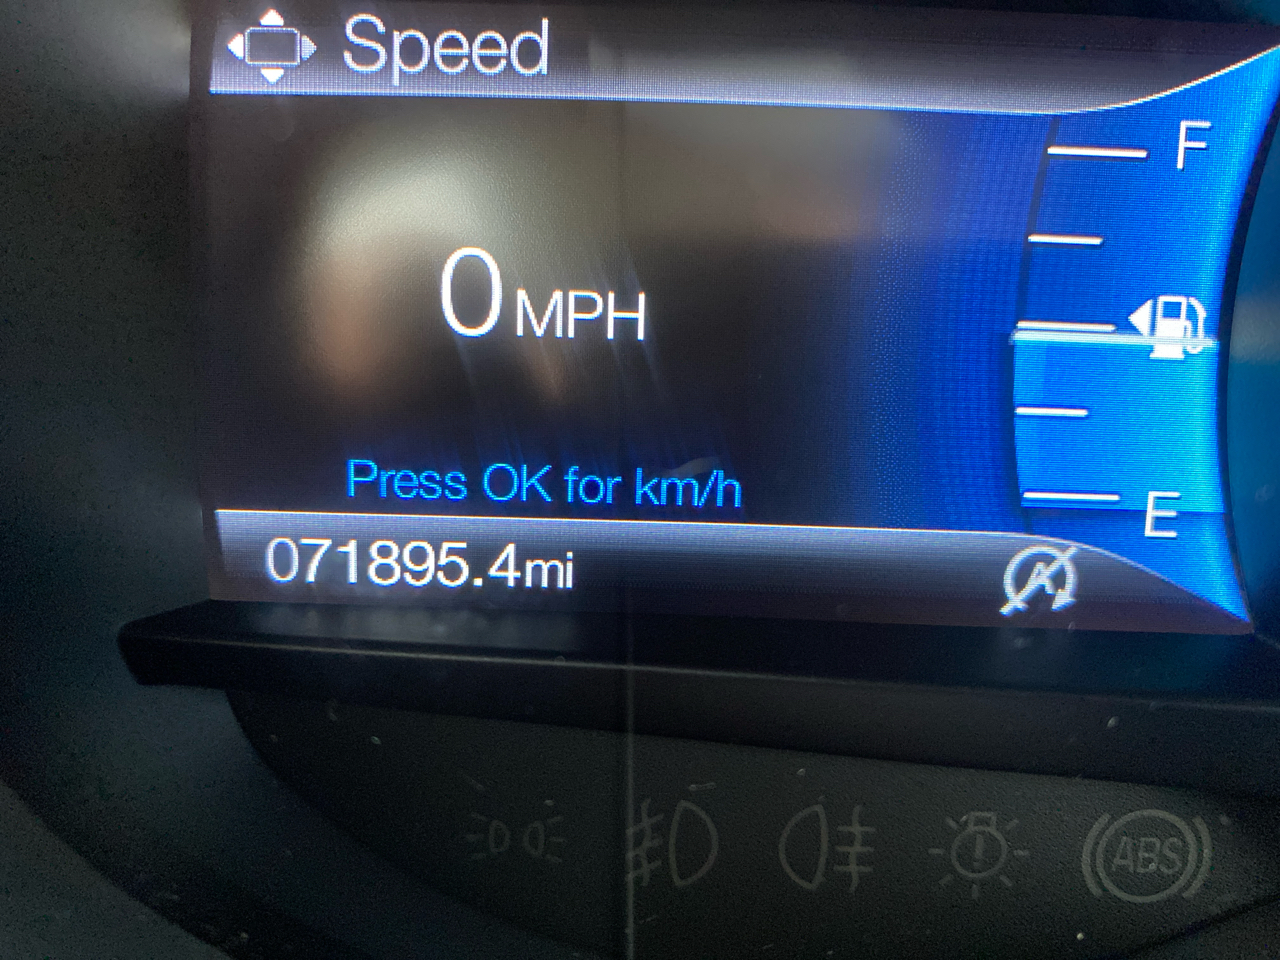 Speed
F
0 MPH
Press OK for km/h
E
071895.4mi
A
ABS